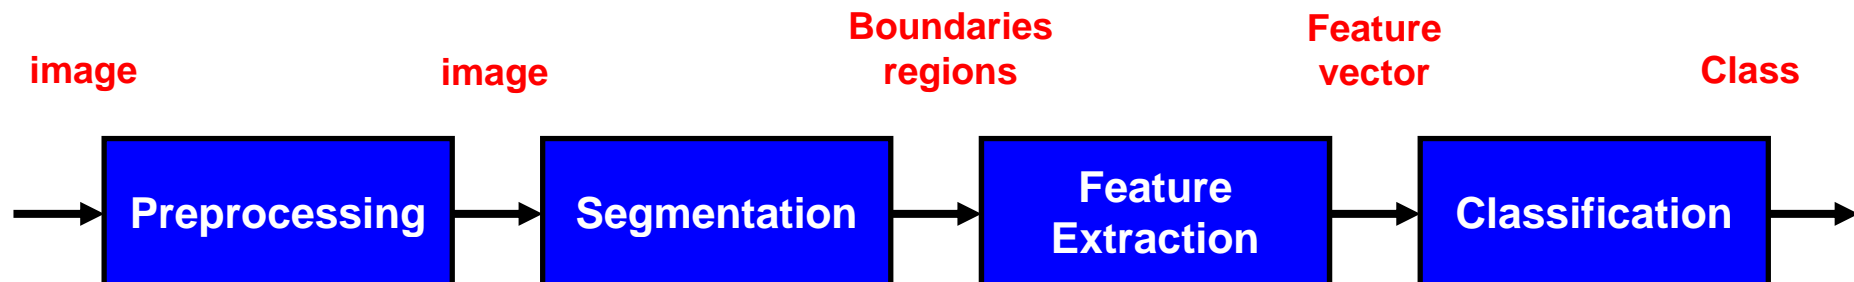 image
image
Boundaries
regions
Feature
vector
Class
Preprocessing
Segmentation
Feature
Extraction
Classification